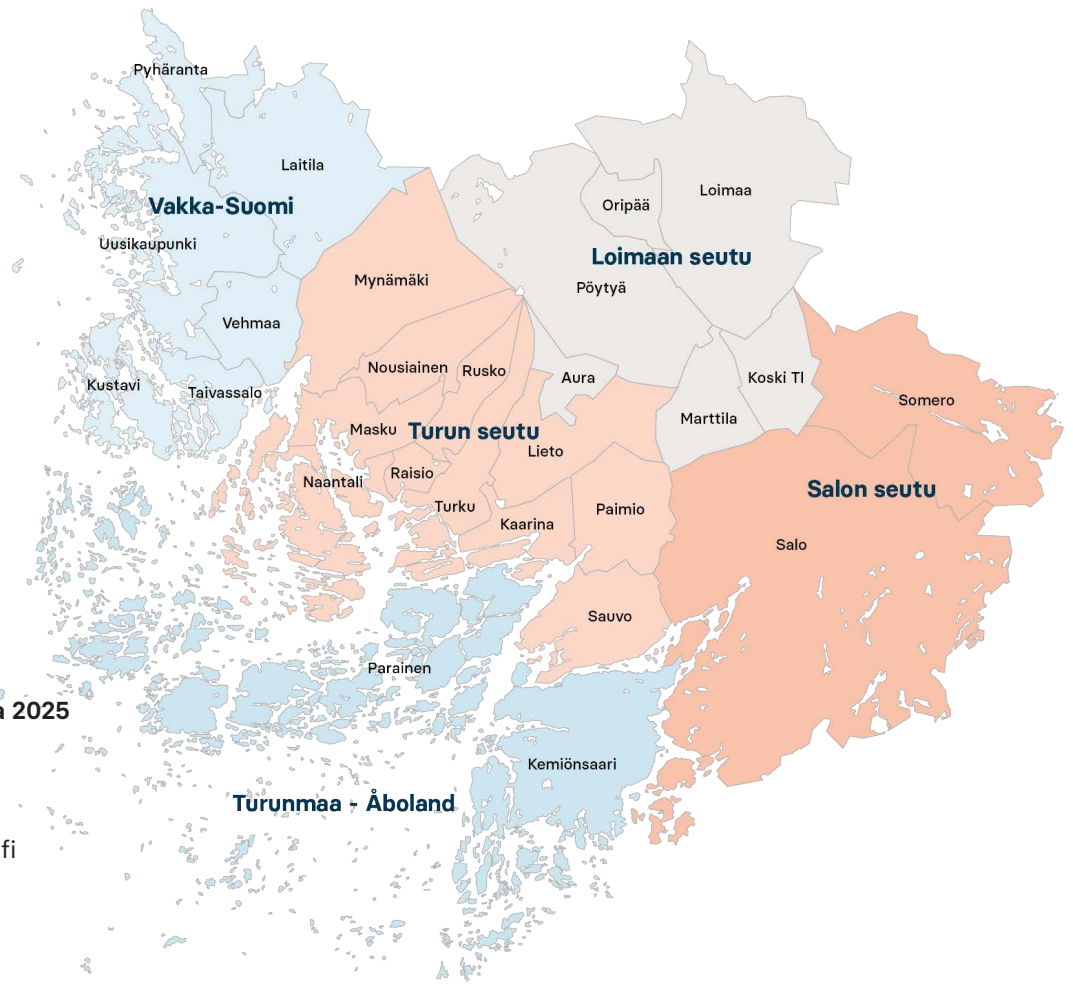 Pyhäranta
Laitila
Loimaa
Oripää
Vakka-Suomi
Uusikaupunki
Loimaan seutu
Mynämäki
Pöytyä
Vehmaa
Nousiainen
Rusko
Aura
Koski Tl
Kustavi
Taivassalo
Somero
Marttila
Masku
Turun seutu
Lieto
Raisio
Naantali
Salon seutu
Turku
Kaarina
Paimio
Salo
Sauvo
Parainen
a 2025
Kemiönsaari
Turunmaa - Åboland
fi